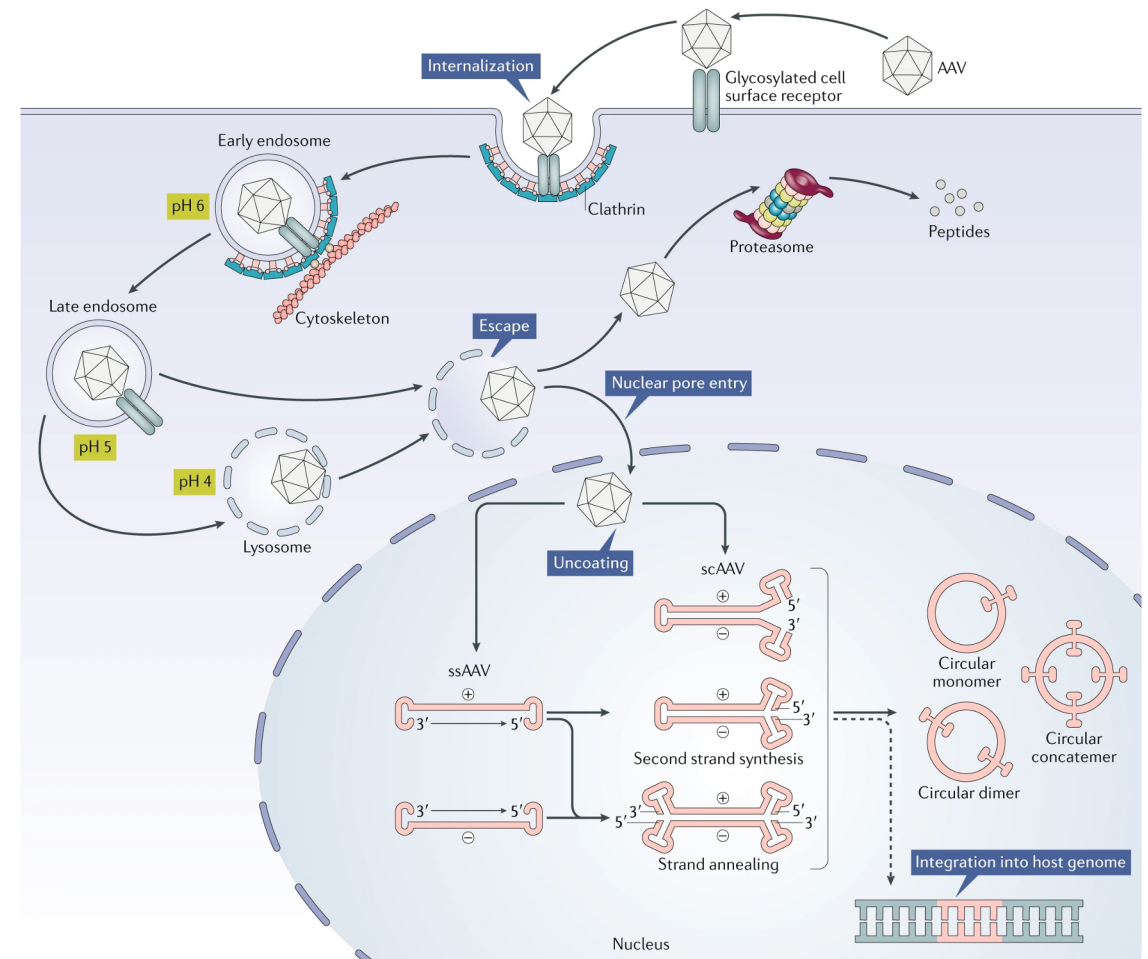 Internalization
AAV
Glycosylated cell
surface receptor
Early endosome
pH 6
Clathrin
Proteasome
Peptides
Late endosome
Cytoskeleton
Escape
Nuclear pore entry
pH 5
pH 4
Lysosome
Uncoating
scAAV
+
5′
3′
−
ssAAV
+
3′
5′
+
5′
3′
−
Second strand synthesis
3′
5′
−
+
3′
5′
3′
−
Strand annealing
Circular
monomer
Circular
concatemer
Circular dimer
Integration into host genome
Nucleus